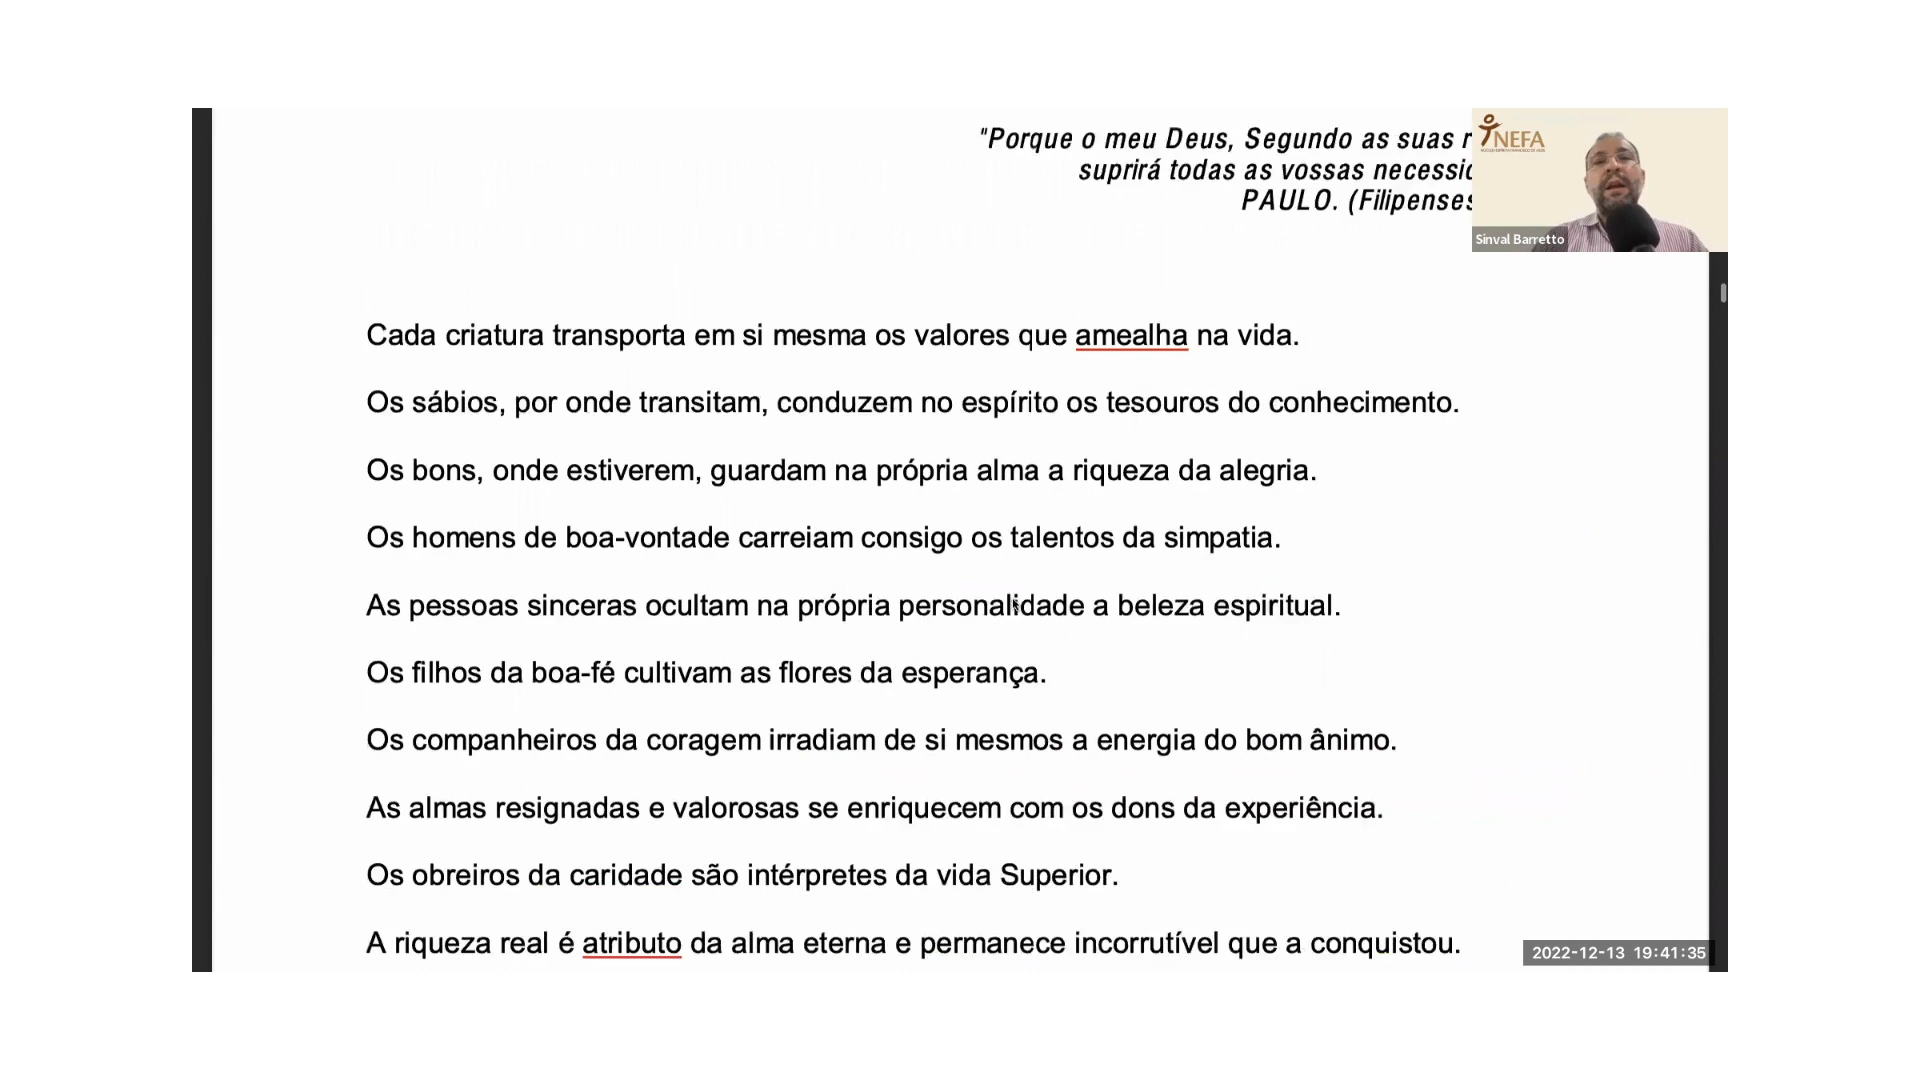 "Porque o meu Deus, Segundo as suas
suprirá todas as vossas
PAULO. (Filipenses
NEFA
Sinval Barretto
Cada criatura transporta em si mesma os valores que amealha na vida.
Os sábios, por onde transitam, conduzem no espírito os tesouros do conhecimento.
Os bons, onde estiverem, guardam na própria alma a riqueza da alegria.
Os homens de boa-vontade carreiam consigo os talentos da simpatia.
As pessoas sinceras ocultam na própria personalidade a beleza espiritual.
Os filhos da boa-fé cultivam as flores da esperança.
Os companheiros da coragem irradiam de si mesmos a energia do bom ânimo.
As almas resignadas e valorosas se enriquecem com os dons da experiência.
Os obreiros da caridade são intérpretes da vida Superior.
A riqueza real é atributo da alma eterna e permanece incorrutível que a conquistou.
2022-12-13 19:41:35